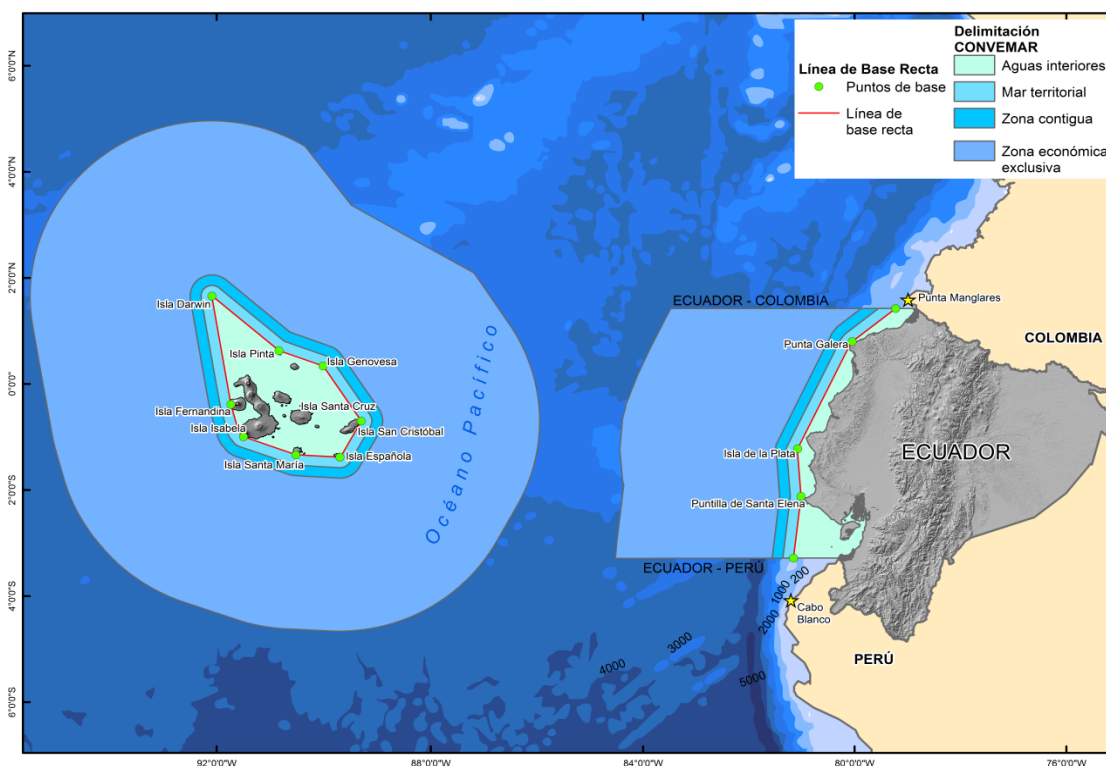 Delimitación
CONVEMAR
Línea de Base Recta
Puntos de base
Línea de
base recta
Aguas interiores
Mar territorial
Zona contigua
Zona económica
exclusiva
6°0'0"N
4°0'0"N
2°0'0"N
0°0'0"
2°0'0"S
4°0'0"S
6°0'0"S
Isla Darwin
Isla Pinta
Isla Genovesa
Isla Fernandina
Isla Santa Cruz
Isla Isabela
Isla San Cristóbal
Isla Santa María
Isla Española
Océano Pacífico
ECUADOR - COLOMBIA
Punta Manglares
Punta Galera
COLOMBIA
Isla de la Plata
ECUADOR
Puntilla de Santa Elena
ECUADOR - PERÚ
200
1000
2000
Cabo
Blanco
3000
4000
5000
PERÚ
92°0'0"W
88°0'0"W
84°0'0"W
80°0'0"W
76°0'0"W